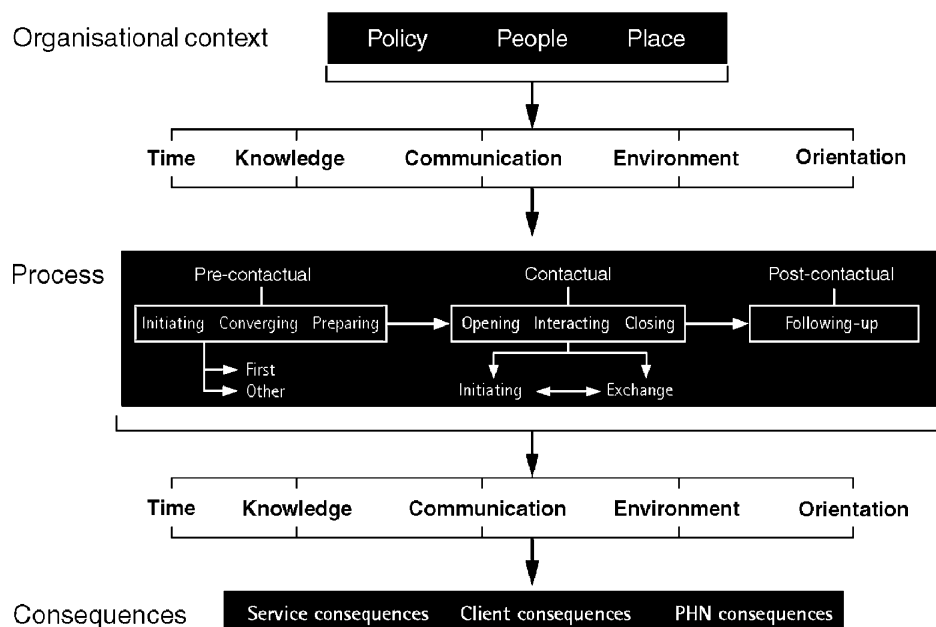 Organisational context Policy People Place
Time Knowledge Communication Environment Orientation
Process
Pre-contactual Contactual Post-contactual
Initiating Converging Preparing Opening Interacting Closing Following-up
First
Other
Initiating Exchange
Time Knowledge Communication Environment Orientation
Consequences Service consequences Client consequences PHN consequences